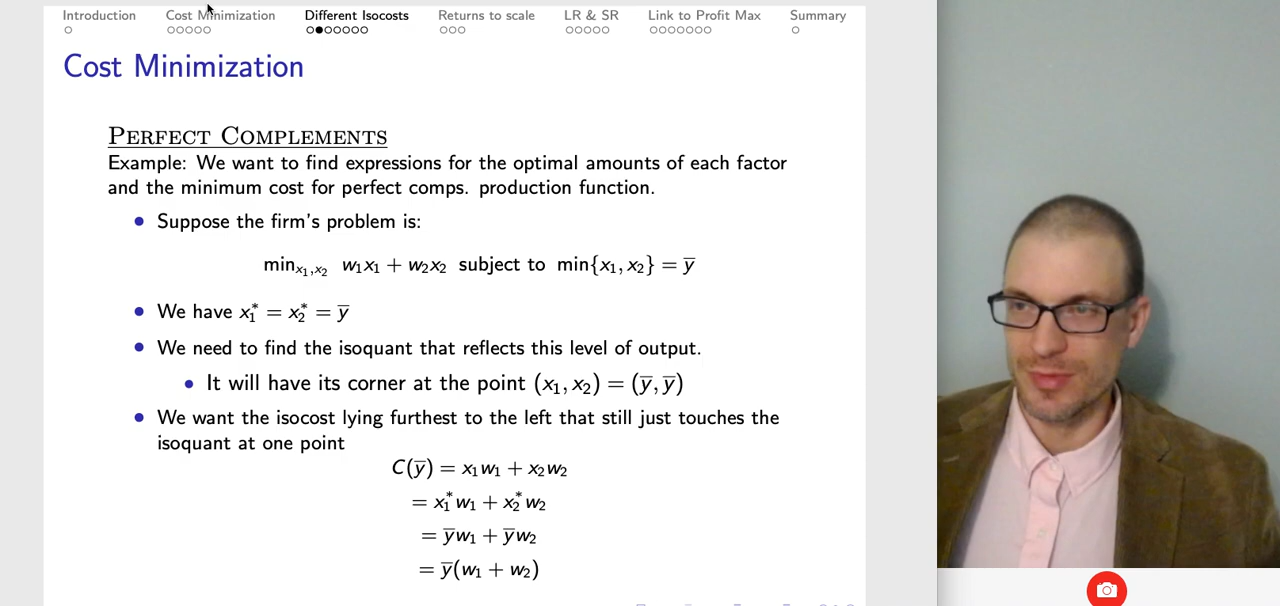 Introduction Cost Minimization Different Isocosts Returns to scale LR & SR Link to Profit Max Summary
Cost Minimization
PERFECT COMPLEMENTS
Example: We want to find expressions for the optimal amounts of each factor
and the minimum cost for perfect comps. production function.
• Suppose the firm's problem is:
min_{x₁,x₂} w₁x₁ + w₂x₂ subject to min{x₁, x₂} = ȳ
• We have x₁* = x₂* = ȳ
• We need to find the isoquant that reflects this level of output.
• It will have its corner at the point (x₁, x₂) = (ȳ, ȳ)
• We want the isocost lying furthest to the left that still just touches the
isoquant at one point
C(ȳ) = x₁w₁ + x₂w₂
= x₁*w₁ + x₂*w₂
= ȳw₁ + ȳw₂
= ȳ(w₁ + w₂)